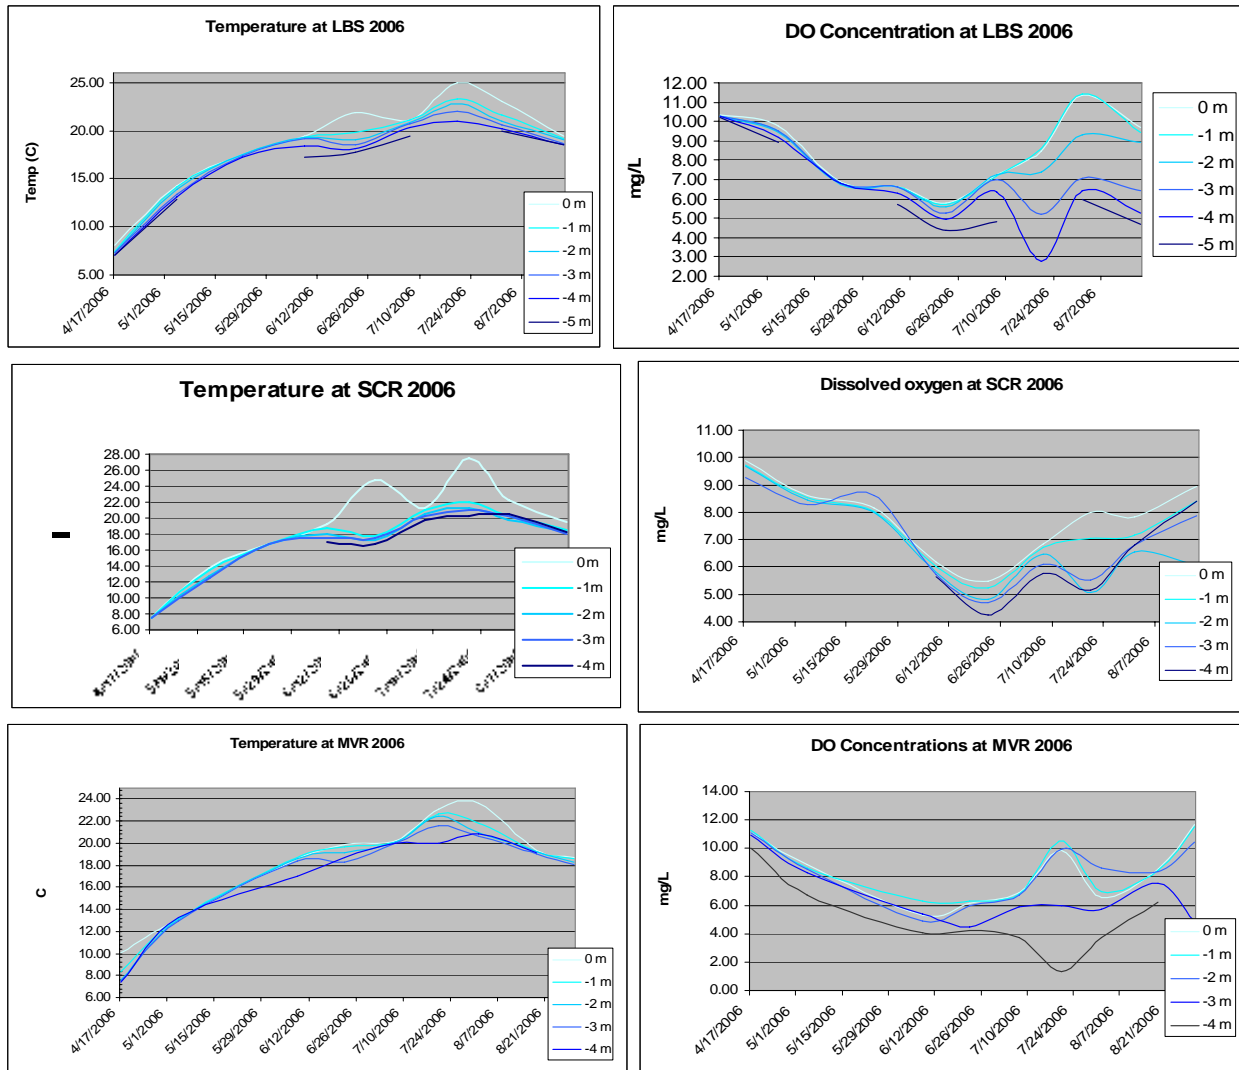 Temperature at LBS 2006
Temp (C)
25.00
20.00
15.00
10.00
5.00
4/17/2006
5/1/2006
5/15/2006
5/29/2006
6/12/2006
6/26/2006
7/10/2006
7/24/2006
8/7/2006
0 m
-1 m
-2 m
-3 m
-4 m
-5 m
DO Concentration at LBS 2006
mg/L
12.00
11.00
10.00
9.00
8.00
7.00
6.00
5.00
4.00
3.00
2.00
4/17/2006
5/1/2006
5/15/2006
5/29/2006
6/12/2006
6/26/2006
7/10/2006
7/24/2006
8/7/2006
0 m
-1 m
-2 m
-3 m
-4 m
-5 m
Temperature at SCR 2006
28.00
26.00
24.00
22.00
20.00
18.00
16.00
14.00
12.00
10.00
8.00
6.00
0 m
-1 m
-2 m
-3 m
-4 m
Dissolved oxygen at SCR 2006
mg/L
11.00
10.00
9.00
8.00
7.00
6.00
5.00
4.00
4/17/2006
5/1/2006
5/15/2006
5/29/2006
6/12/2006
6/26/2006
7/10/2006
7/24/2006
8/7/2006
0 m
-1 m
-2 m
-3 m
-4 m
Temperature at MVR 2006
C
24.00
22.00
20.00
18.00
16.00
14.00
12.00
10.00
8.00
6.00
4/17/2006
5/1/2006
5/15/2006
5/29/2006
6/12/2006
6/26/2006
7/10/2006
7/24/2006
8/7/2006
8/21/2006
0 m
-1 m
-2 m
-3 m
-4 m
DO Concentrations at MVR 2006
mg/L
14.00
12.00
10.00
8.00
6.00
4.00
2.00
0.00
4/17/2006
5/1/2006
5/15/2006
5/29/2006
6/12/2006
6/26/2006
7/10/2006
7/24/2006
8/7/2006
8/21/2006
0 m
-1 m
-2 m
-3 m
-4 m